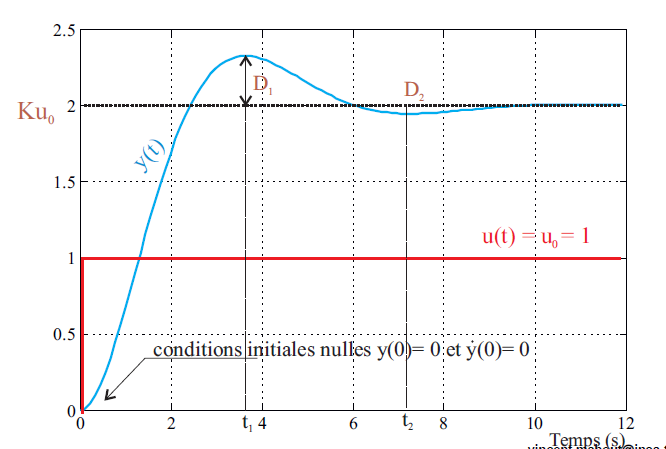 2.5
D₁
D₂
Ku₀
2
y(t)
1.5
u(t) = u₀ = 1
1
0.5
conditions initiales nulles y(0)= 0 et ẏ(0)= 0
0
0 2 t₁ 4 6 t₂ 8 10 12
Temps (s)